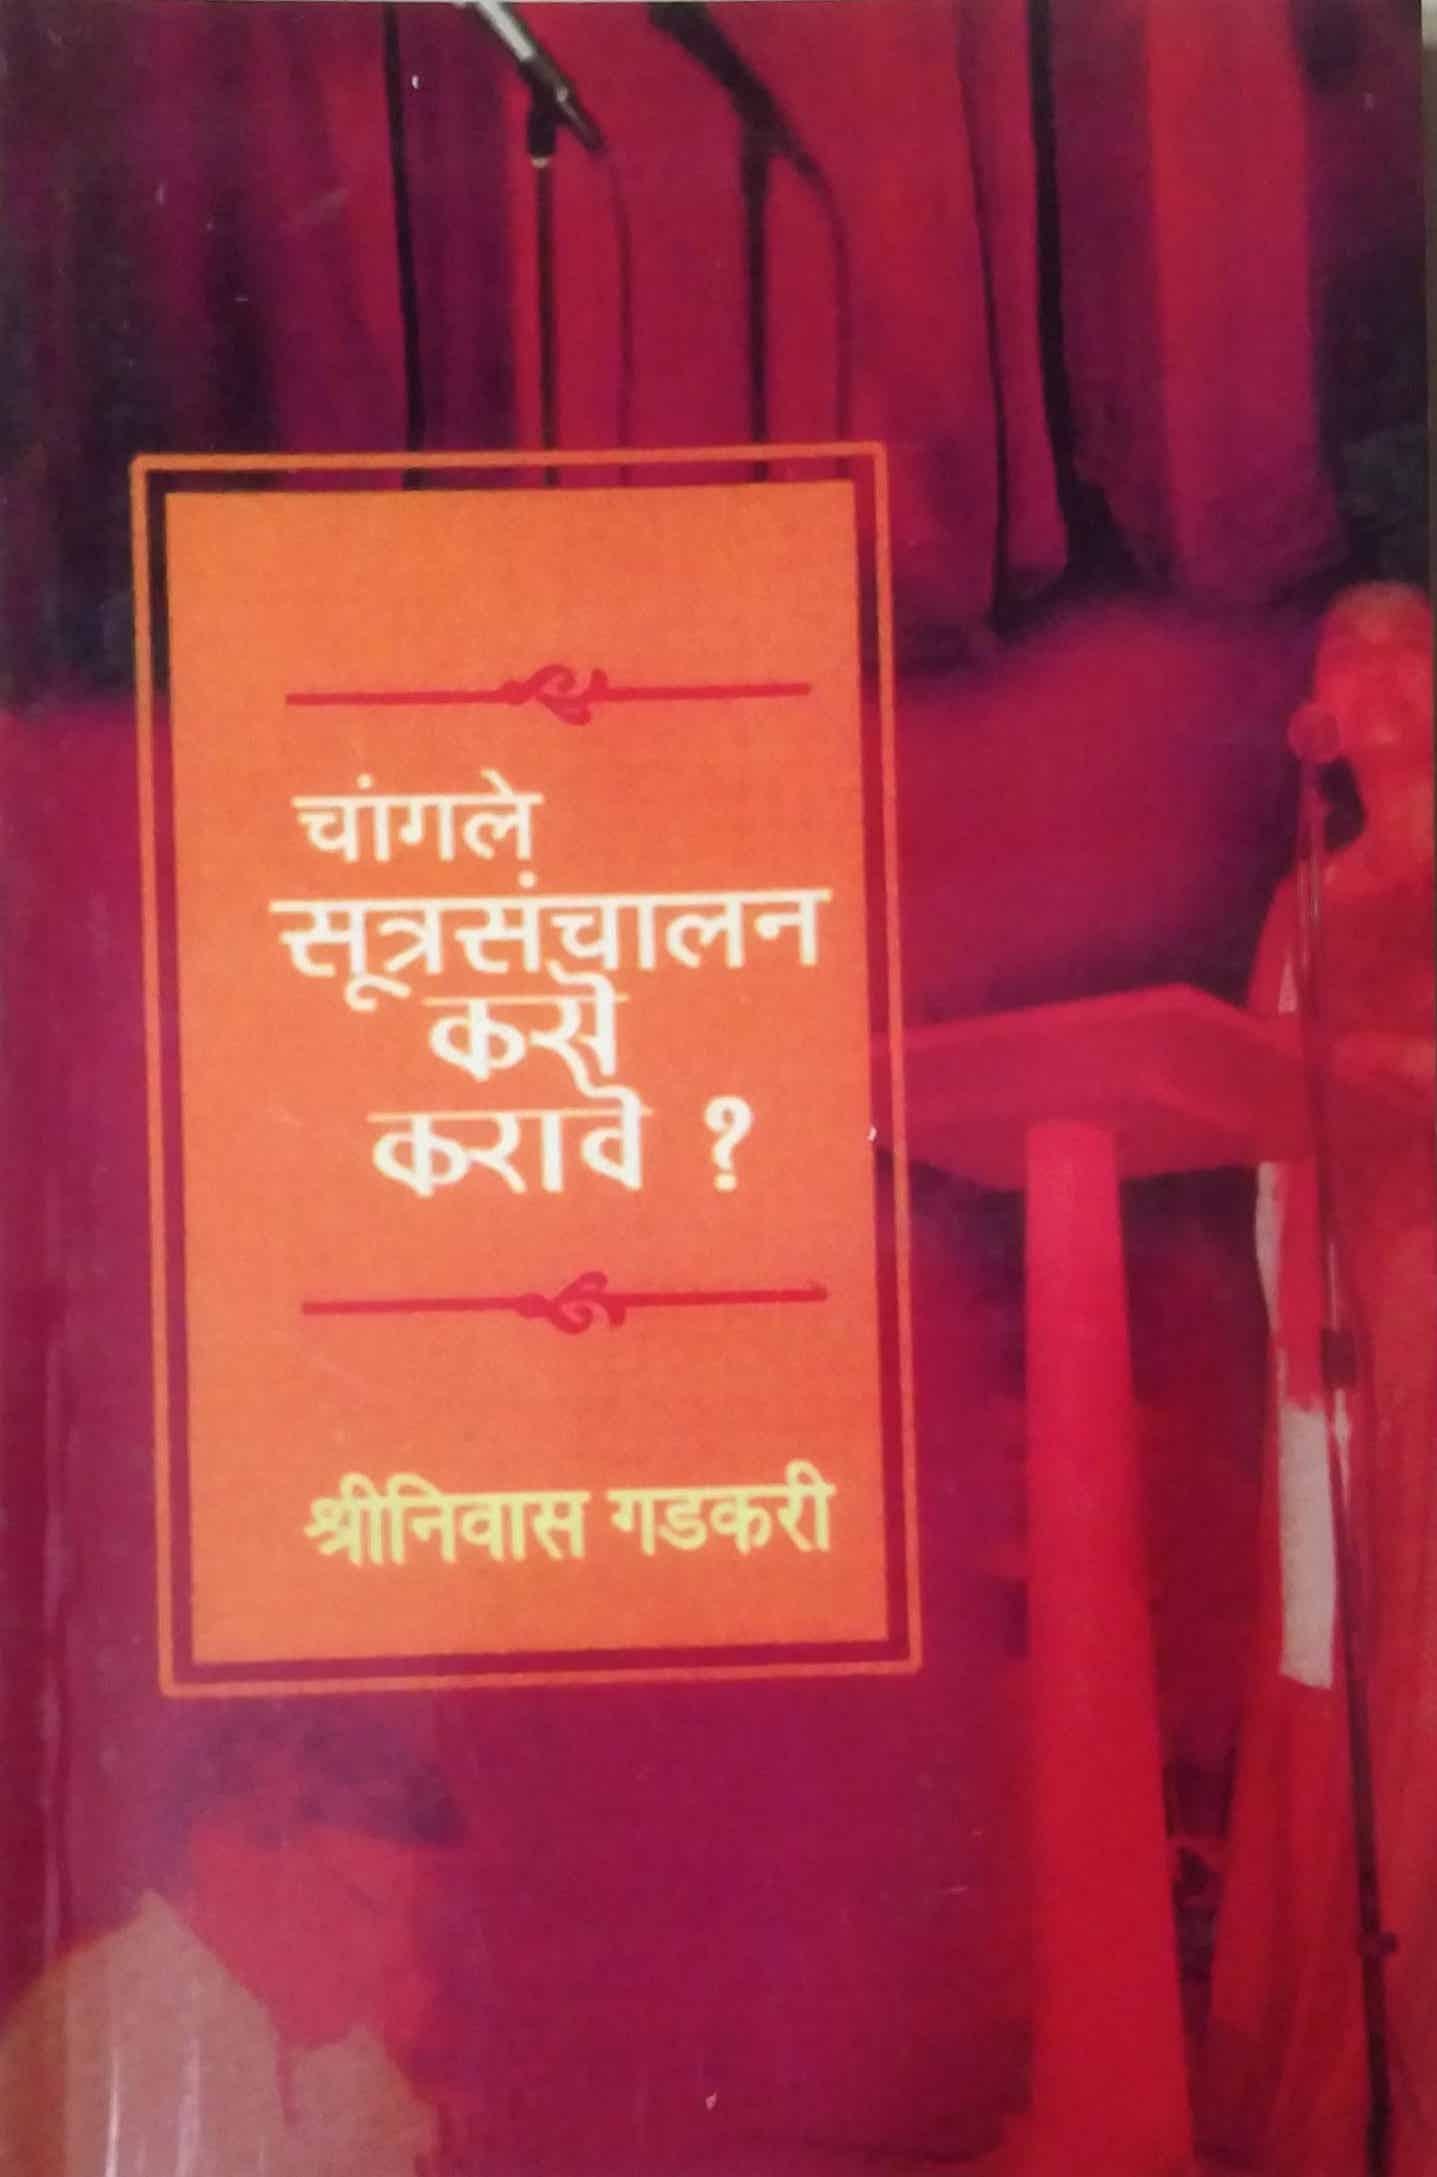 चांगले
सूत्रसंचालन
कसे
करावे ?
श्रीनिवास गडकरी